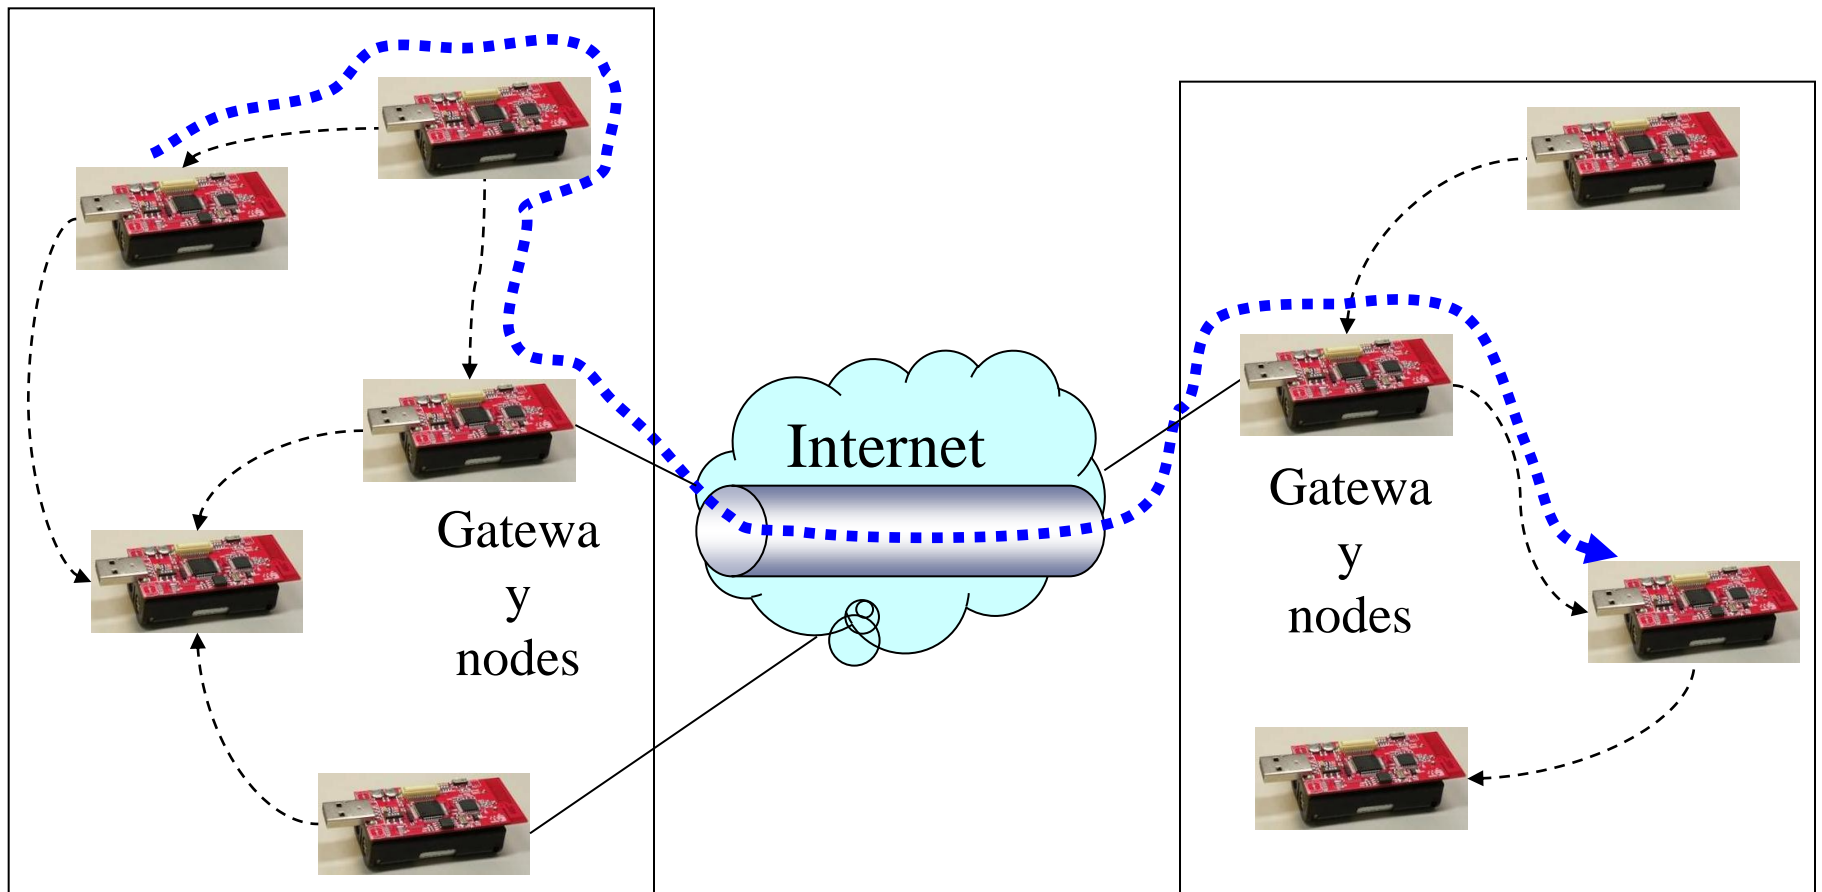 Internet
Gatewa
y
nodes
Gatewa
y
nodes